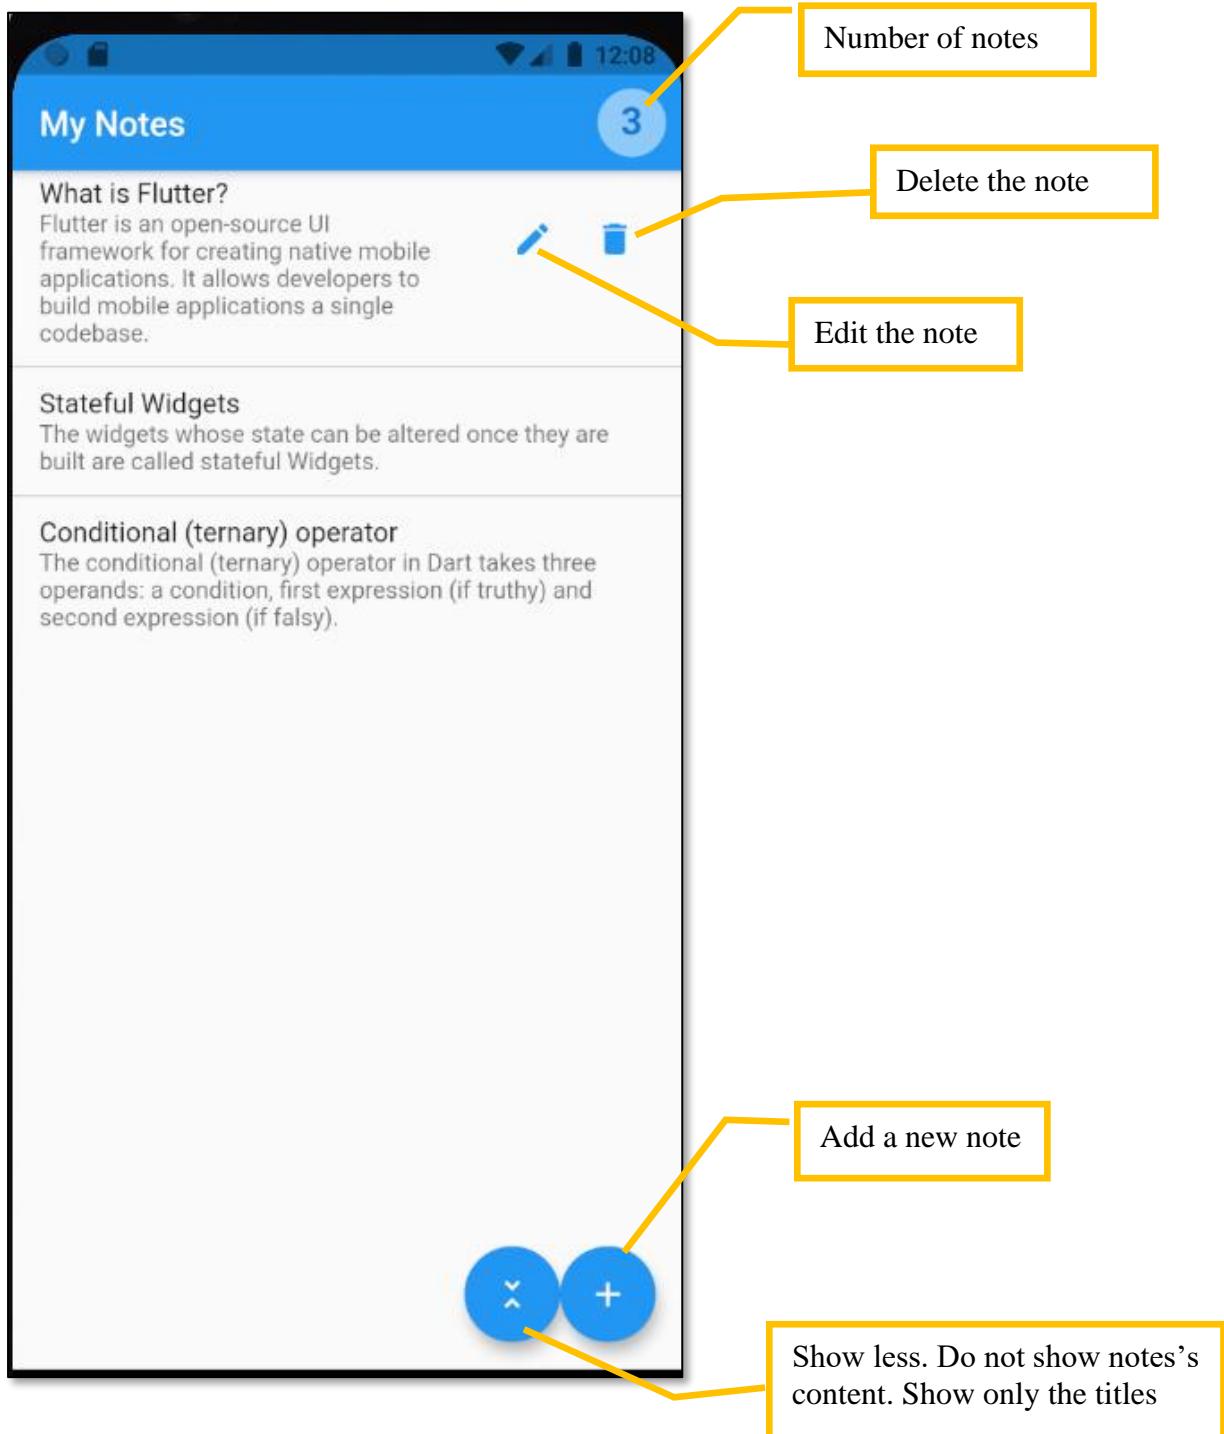 12:08
Number of notes
My Notes
3
What is Flutter?
Flutter is an open-source UI
framework for creating native mobile
applications. It allows developers to
build mobile applications a single
codebase.
Delete the note
Edit the note
Stateful Widgets
The widgets whose state can be altered once they are
built are called stateful Widgets.
Conditional (ternary) operator
The conditional (ternary) operator in Dart takes three
operands: a condition, first expression (if truthy) and
second expression (if falsy).
Add a new note
Show less. Do not show notes’s
content. Show only the titles